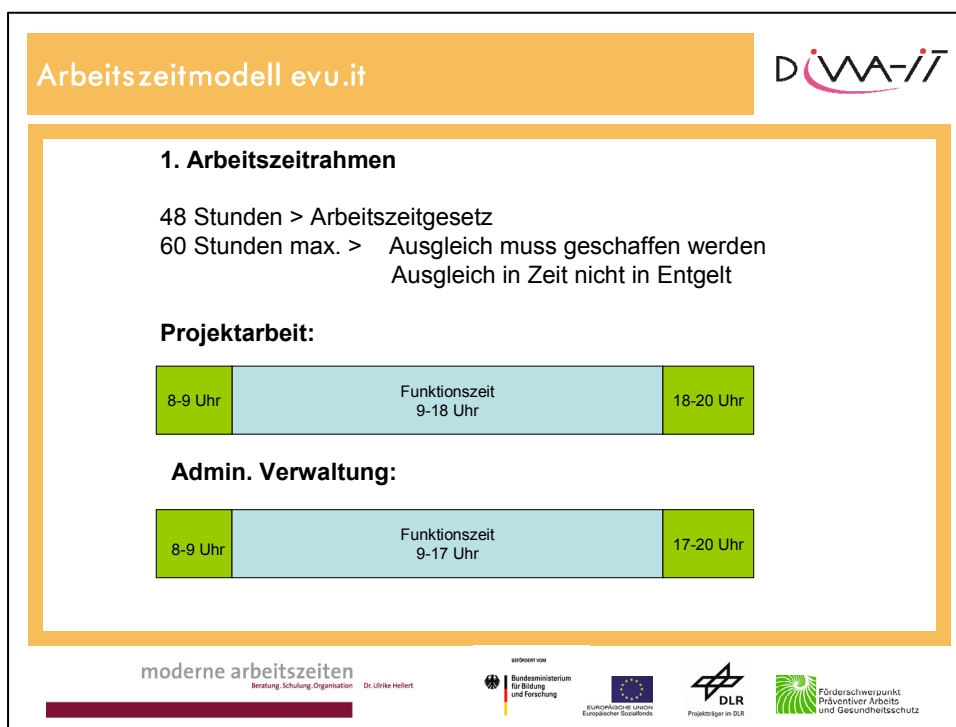 Arbeitszeitmodell evu.it
DiWA-iT
1. Arbeitszeitrahmen
48 Stunden > Arbeitszeitgesetz
60 Stunden max. > Ausgleich muss geschaffen werden
Ausgleich in Zeit nicht in Entgelt
Projektarbeit:
8-9 Uhr
Funktionszeit
9-18 Uhr
18-20 Uhr
Admin. Verwaltung:
8-9 Uhr
Funktionszeit
9-17 Uhr
17-20 Uhr
moderne arbeitszeiten
Beratung.Schulung.Organisation Dr.Ulrike Hellert
GEFÖRDERT VOM
Bundesministerium
für Bildung
und Forschung
EUROPÄISCHE UNION
Europäischer Sozialfonds
DLR
Projektträger im DLR
Förderschwerpunkt
Präventiver Arbeits
und Gesundheitsschutz